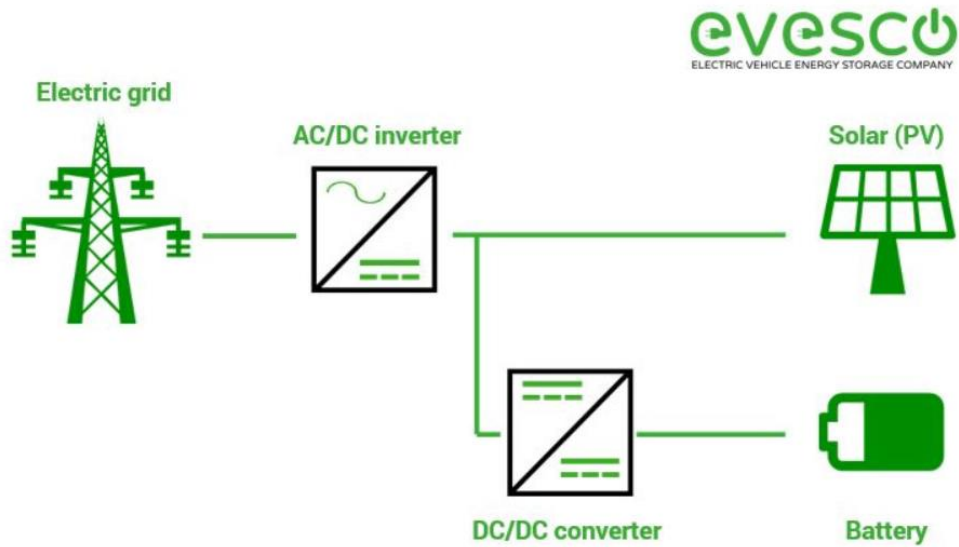 evesco
ELECTRIC VEHICLE ENERGY STORAGE COMPANY
Electric grid
AC/DC inverter
Solar (PV)
DC/DC converter
Battery